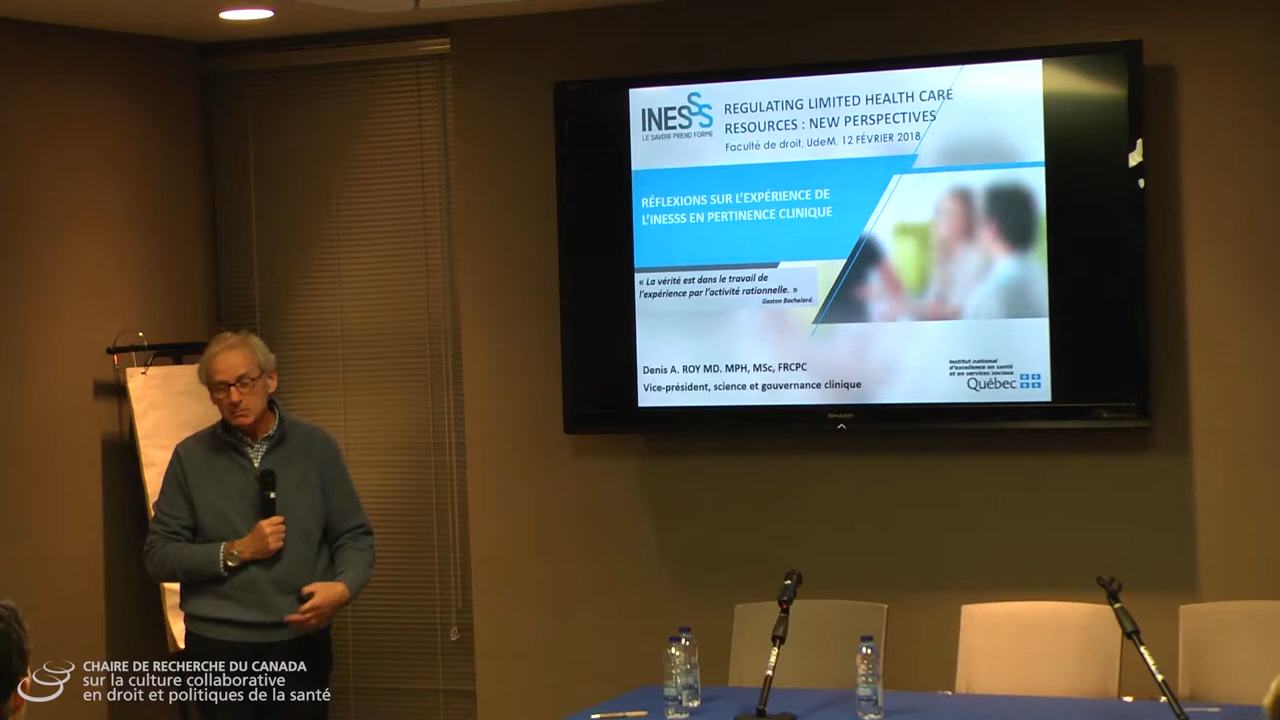 INESSS
LE SAVOIR PREND FORME
REGULATING LIMITED HEALTH CARE
RESOURCES : NEW PERSPECTIVES
Faculté de droit, UdeM, 12 FÉVRIER 2018
RÉFLEXIONS SUR L'EXPÉRIENCE DE
L'INESSS EN PERTINENCE CLINIQUE
« La vérité est dans le travail de
l'expérience par l'activité rationnelle. »
Gaston Bachelard.
Denis A. ROY MD. MPH, MSc, FRCPC
Vice-président, science et gouvernance clinique
Institut national
d'excellence en santé
et en services sociaux
Québec
SHARP
CHAIRE DE RECHERCHE DU CANADA
sur la culture collaborative
en droit et politiques de la santé